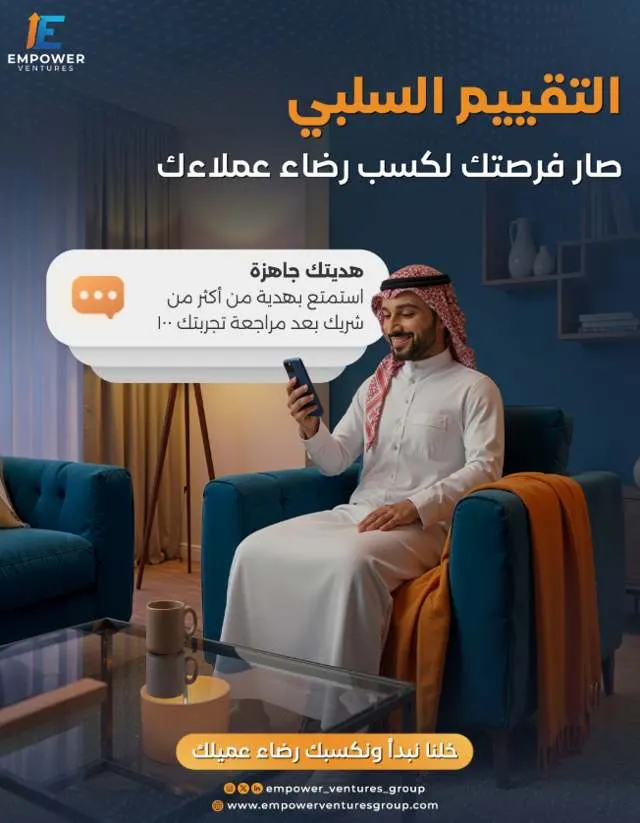 EMPOWER
VENTURES
التقييم السلبي
صار فرصتك لكسب رضاء عملاءك
هديتك جاهزة
استمتع بهدية من أكثر من
شريك بعد مراجعة تجربتك ١٠٠
خلنا نبدأ ونكسبك رضاء عميلك
empower_ventures_group
www.empowerventuresgroup.com